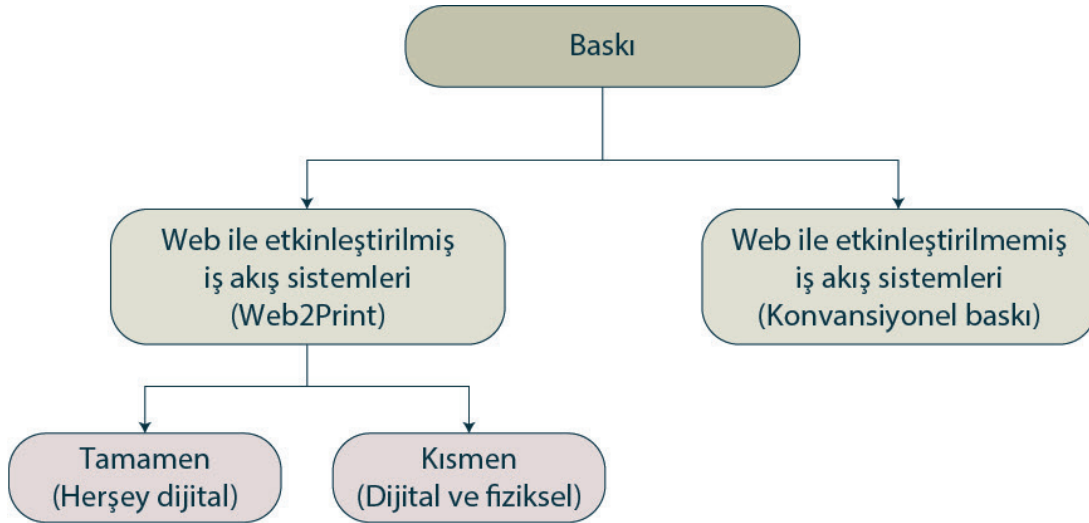 Baskı
Web ile etkinleştirilmiş
iş akış sistemleri
(Web2Print)
Web ile etkinleştirilmemiş
iş akış sistemleri
(Konvansiyonel baskı)
Tamamen
(Herşey dijital)
Kısmen
(Dijital ve fiziksel)